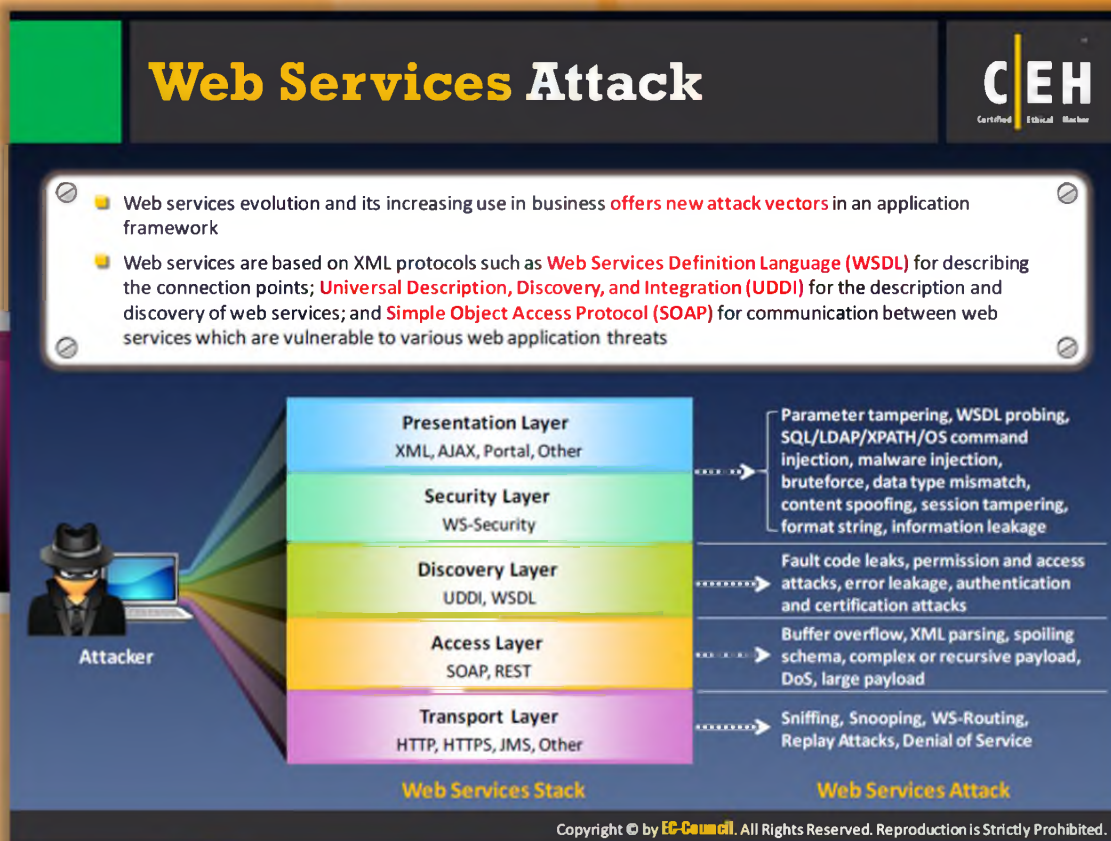 Web Services Attack
CEH
Certified Ethical Hacker
Web services evolution and its increasing use in business offers new attack vectors in an application
framework
Web services are based on XML protocols such as Web Services Definition Language (WSDL) for describing
the connection points; Universal Description, Discovery, and Integration (UDDI) for the description and
discovery of web services; and Simple Object Access Protocol (SOAP) for communication between web
services which are vulnerable to various web application threats
Attacker
Presentation Layer
XML, AJAX, Portal, Other
Security Layer
WS-Security
Discovery Layer
UDDI, WSDL
Access Layer
SOAP, REST
Transport Layer
HTTP, HTTPS, JMS, Other
Web Services Stack
Parameter tampering, WSDL probing,
SQL/LDAP/XPATH/OS command
injection, malware injection,
bruteforce, data type mismatch,
content spoofing, session tampering,
format string, information leakage
Fault code leaks, permission and access
attacks, error leakage, authentication
and certification attacks
Buffer overflow, XML parsing, spoiling
schema, complex or recursive payload,
DoS, large payload
Sniffing, Snooping, WS-Routing,
Replay Attacks, Denial of Service
Web Services Attack
Copyright © by EC-Council. All Rights Reserved. Reproduction is Strictly Prohibited.